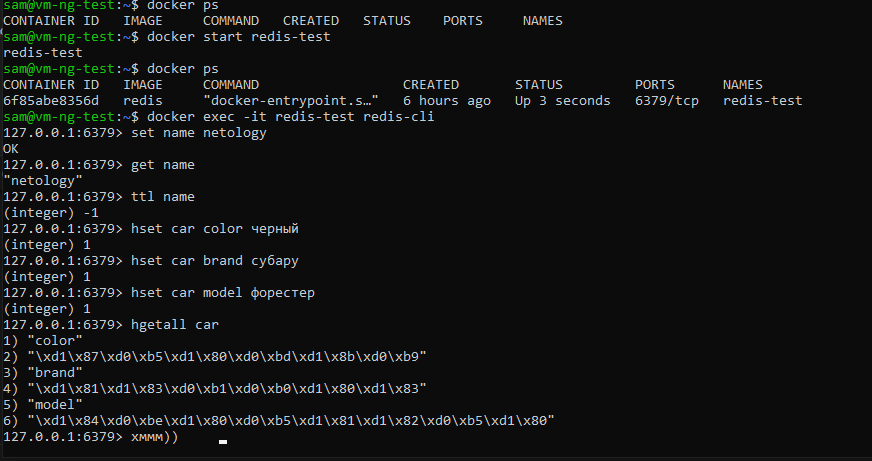 sam@vm-ng-test:~$ docker ps
CONTAINER ID   IMAGE     COMMAND   CREATED   STATUS    PORTS     NAMES
sam@vm-ng-test:~$ docker start redis-test
redis-test
sam@vm-ng-test:~$ docker ps
CONTAINER ID   IMAGE     COMMAND                  CREATED       STATUS         PORTS      NAMES
6f85abe8356d   redis     "docker-entrypoint.s…"   6 hours ago   Up 3 seconds   6379/tcp   redis-test
sam@vm-ng-test:~$ docker exec -it redis-test redis-cli
127.0.0.1:6379> set name netology
OK
127.0.0.1:6379> get name
"netology"
127.0.0.1:6379> ttl name
(integer) -1
127.0.0.1:6379> hset car color черный
(integer) 1
127.0.0.1:6379> hset car brand субару
(integer) 1
127.0.0.1:6379> hset car model форестер
(integer) 1
127.0.0.1:6379> hgetall car
1) "color"
2) "\xd1\x87\xd0\xb5\xd1\x80\xd0\xbd\xd1\x8b\xd0\xb9"
3) "brand"
4) "\xd1\x81\xd1\x83\xd0\xb1\xd0\xb0\xd1\x80\xd1\x83"
5) "model"
6) "\xd1\x84\xd0\xbe\xd1\x80\xd0\xb5\xd1\x81\xd1\x82\xd0\xb5\xd1\x80"
127.0.0.1:6379> хммм))